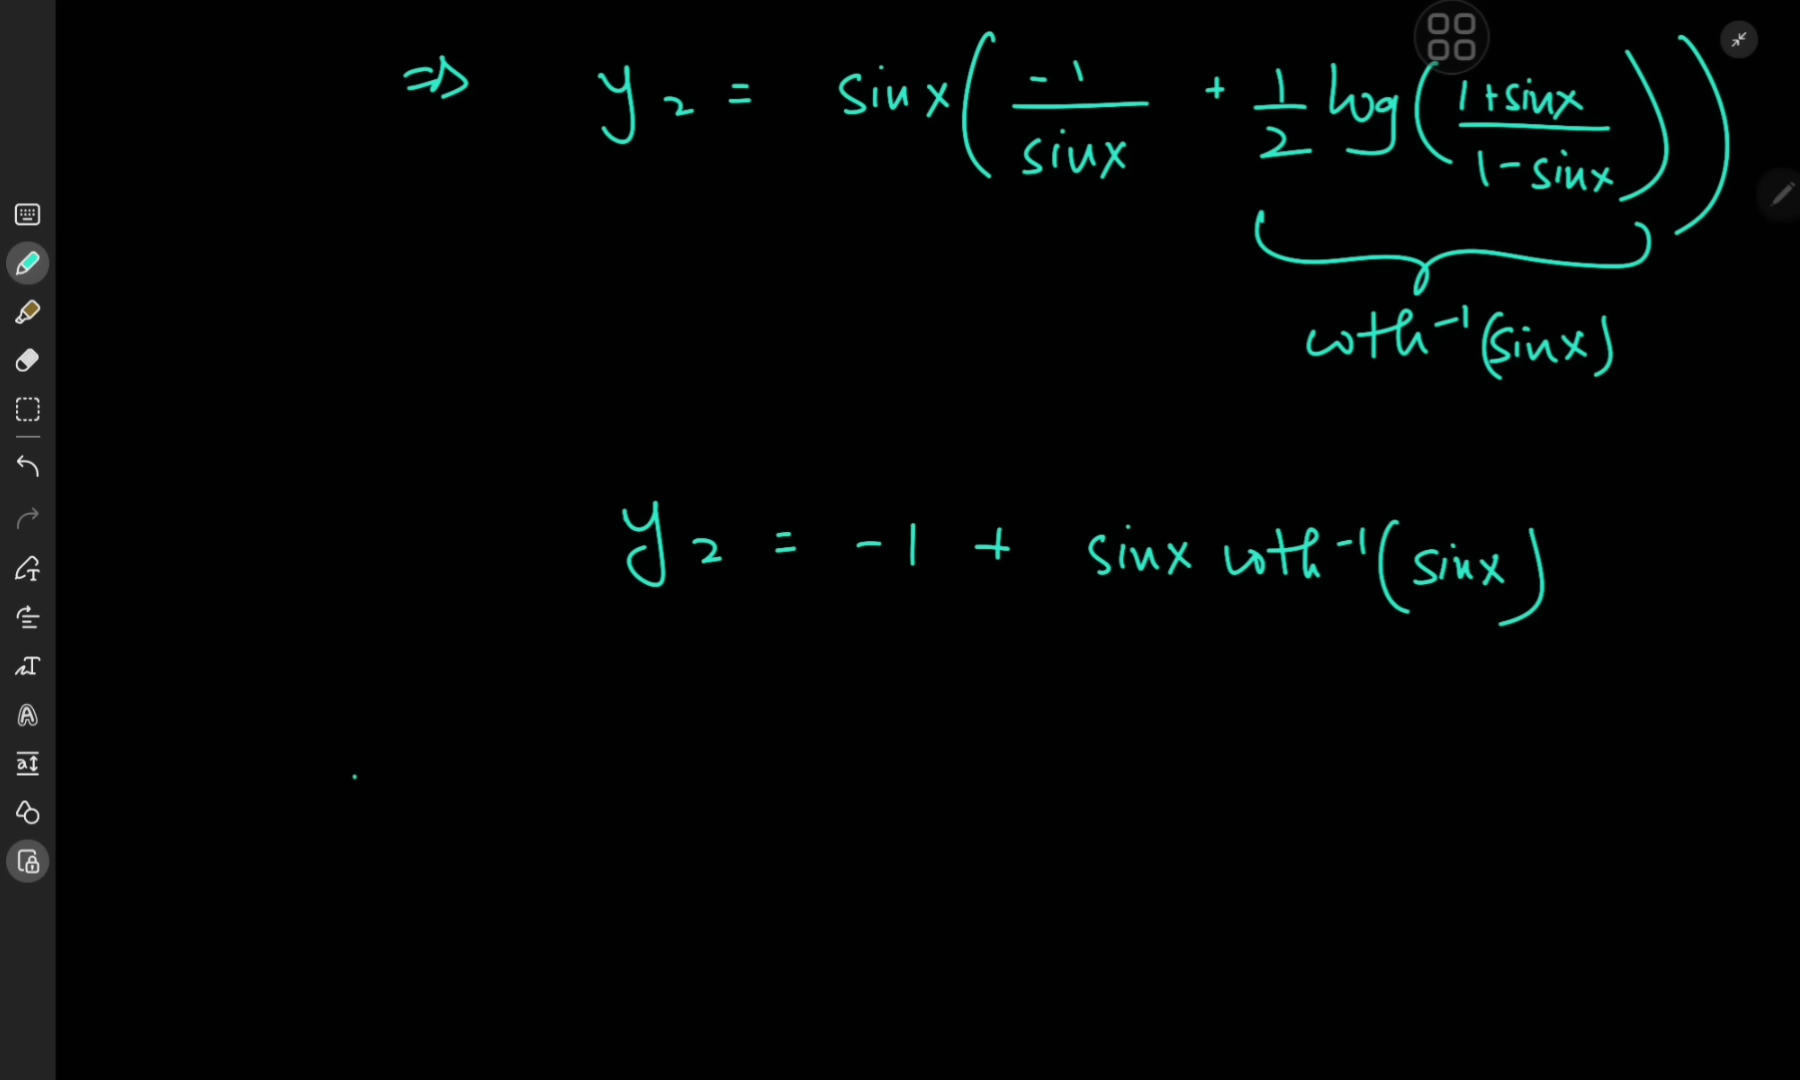 ⇒ y₂ = sin x ( -1/sin x + 1/2 log ( (1 + sin x)/(1 - sin x) ) )
coth⁻¹(sin x)
y₂ = -1 + sin x coth⁻¹(sin x)